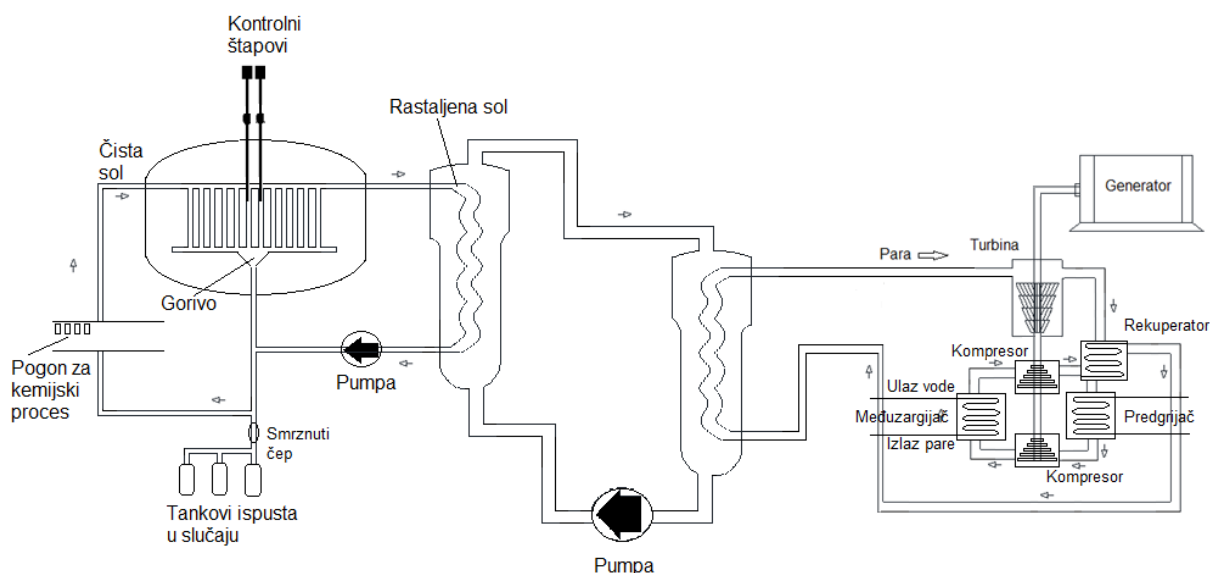 Kontrolni
štapovi
Rastaljena sol
Čista
sol
Generator
Para
Turbina
Gorivo
Rekuperator
Pogon za
kemijski
proces
Pumpa
Kompresor
Ulaz vode
Međuzargijač
Predgrijač
Izlaz pare
Smrznuti
čep
Kompresor
Tankovi ispusta
u slučaju
Pumpa